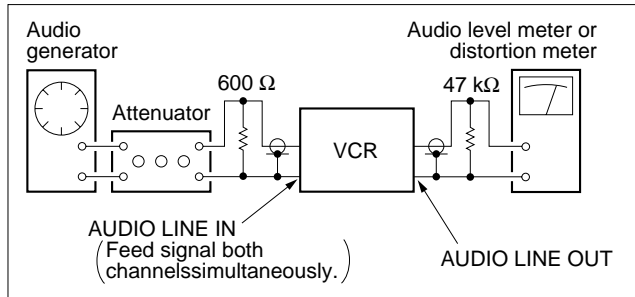 Audio
generator
Attenuator
600 Ω
VCR
47 kΩ
Audio level meter or
distortion meter
AUDIO LINE IN
(Feed signal both
channelssimultaneously.)
AUDIO LINE OUT